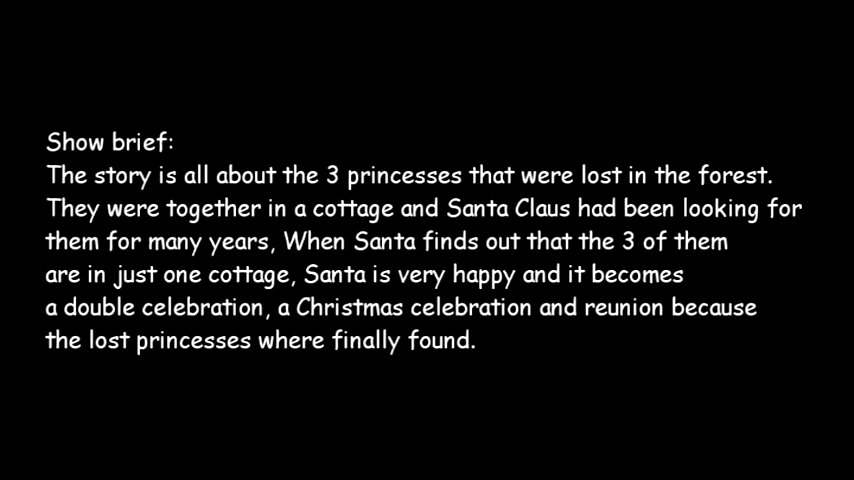 Show brief:
The story is all about the 3 princesses that were lost in the forest.
They were together in a cottage and Santa Claus had been looking for
them for many years, When Santa finds out that the 3 of them
are in just one cottage, Santa is very happy and it becomes
a double celebration, a Christmas celebration and reunion because
the lost princesses where finally found.